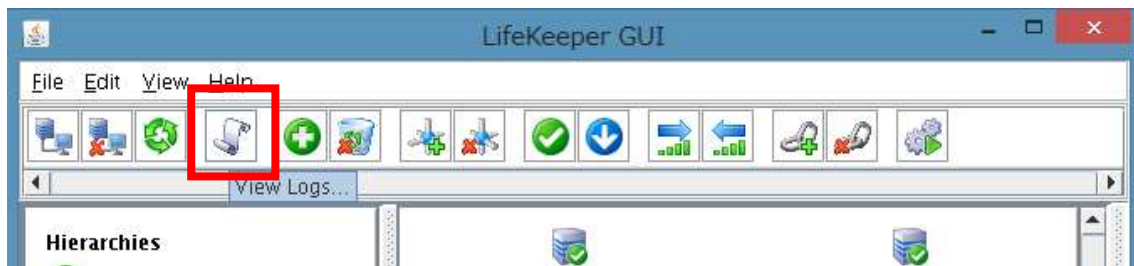 LifeKeeper GUI
File Edit View Help
View Logs...
Hierarchies